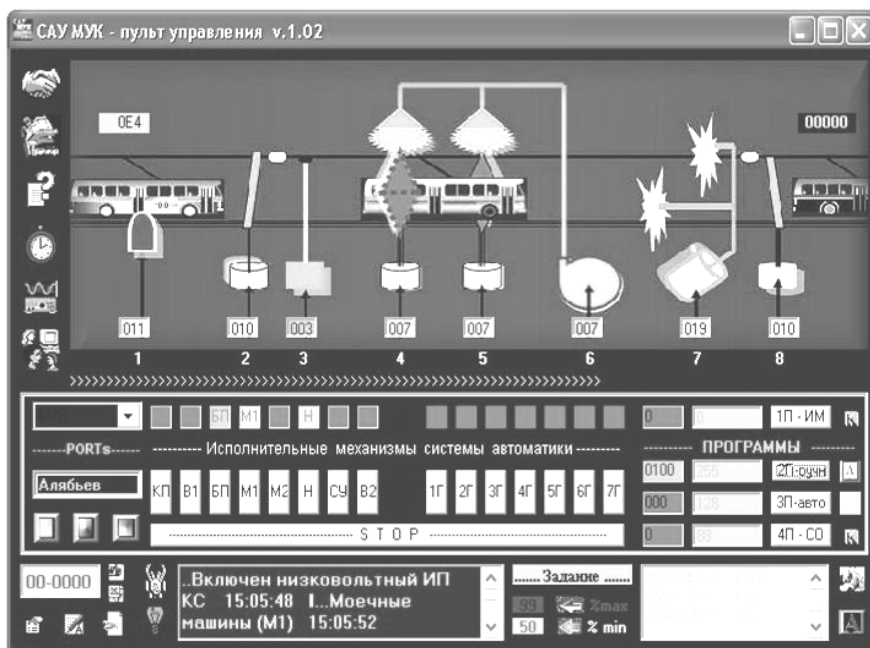 САУ МУК - пульт управления v.1.02
0E4
00000
011 010 003 007 007 007 019 010
1 2 3 4 5 6 7 8
>>>>>>>>>>>>>>>>>>>>>>>>>>>>>>>>>>>>>>>>>>>>>>>>>>>>>>>>>>>>>>>>
БП М1 Н
0 0 1П - ИМ
------PORTs------ --------- Исполнительные механизмы системы автоматики -------- -------- ПРОГРАММЫ --------
0100 255 2П-ручн
Алябьев
КП В1 БП М1 М2 Н СУ В2 1Г 2Г 3Г 4Г 5Г 6Г 7Г
000 128 3П-авто
S T O P
0 88 4П - СО
00-0000
..Включен низковольтный ИП
КС 15:05:48 I...Моечные
машины (М1) 15:05:52
....... Задание .......
99 %max
50 % min